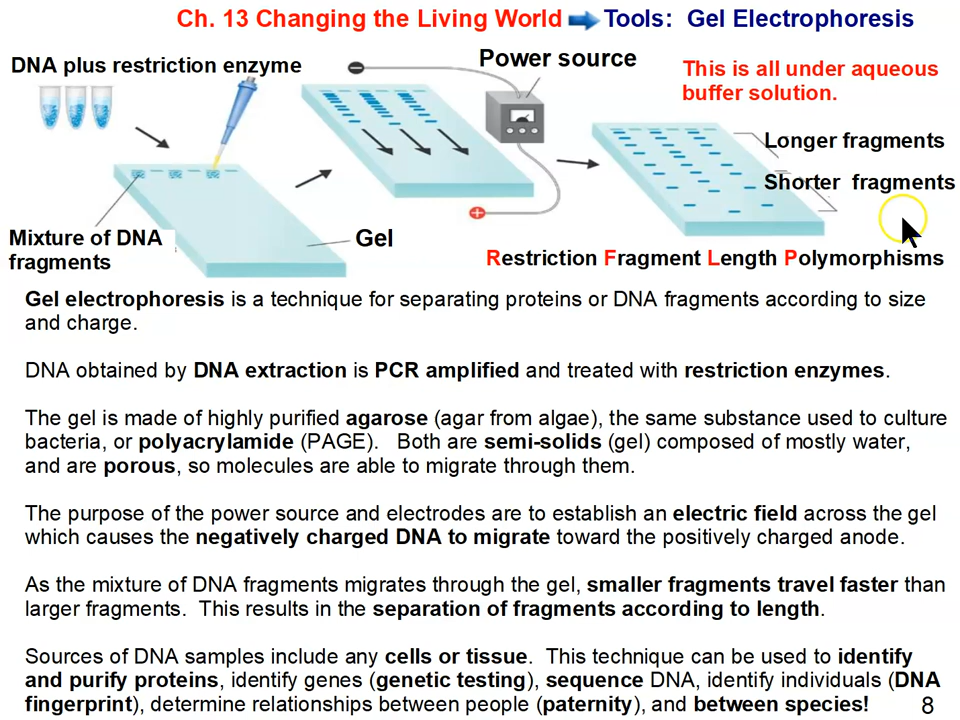 Ch. 13 Changing the Living World Tools: Gel Electrophoresis
DNA plus restriction enzyme
Power source
This is all under aqueous
buffer solution.
Longer fragments
Shorter fragments
Mixture of DNA
fragments
Gel
Restriction Fragment Length Polymorphisms
Gel electrophoresis is a technique for separating proteins or DNA fragments according to size
and charge.
DNA obtained by DNA extraction is PCR amplified and treated with restriction enzymes.
The gel is made of highly purified agarose (agar from algae), the same substance used to culture
bacteria, or polyacrylamide (PAGE). Both are semi-solids (gel) composed of mostly water,
and are porous, so molecules are able to migrate through them.
The purpose of the power source and electrodes are to establish an electric field across the gel
which causes the negatively charged DNA to migrate toward the positively charged anode.
As the mixture of DNA fragments migrates through the gel, smaller fragments travel faster than
larger fragments. This results in the separation of fragments according to length.
Sources of DNA samples include any cells or tissue. This technique can be used to identify
and purify proteins, identify genes (genetic testing), sequence DNA, identify individuals (DNA
fingerprint), determine relationships between people (paternity), and between species!
8